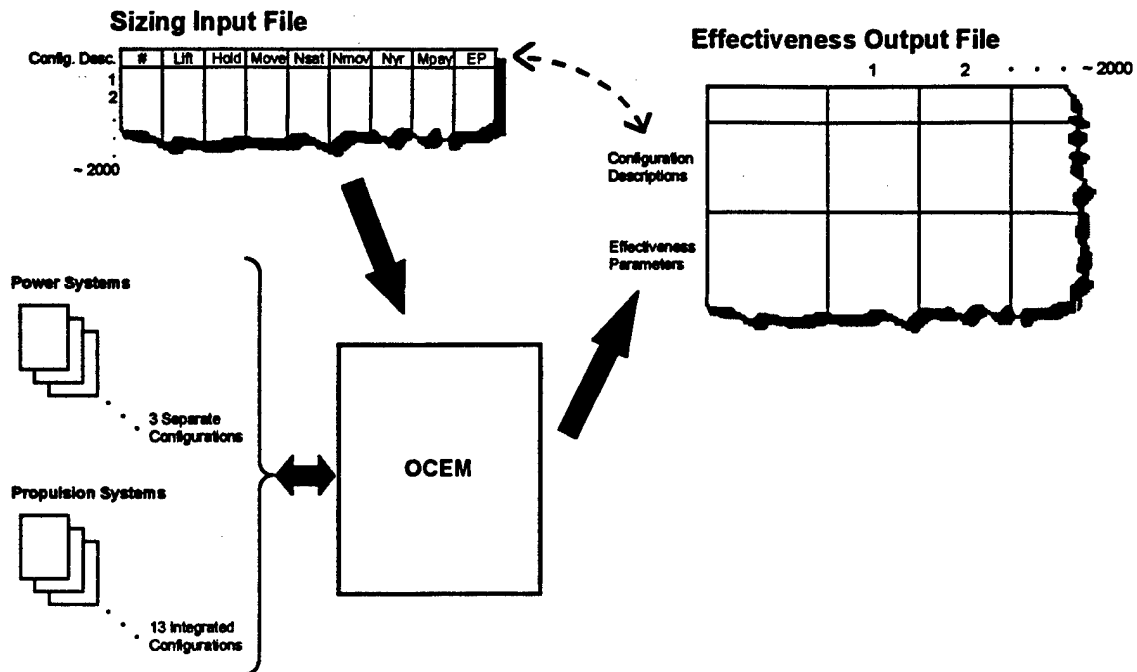 Sizing Input File
Config. Desc. # Lift Hold Move Nsat Nmov Nyr Mpay EP
1
2
~ 2000
Effectiveness Output File
1 2 · · · ~2000
Configuration
Descriptions
Effectiveness
Parameters
Power Systems
3 Separate
Configurations
OCEM
Propulsion Systems
13 Integrated
Configurations